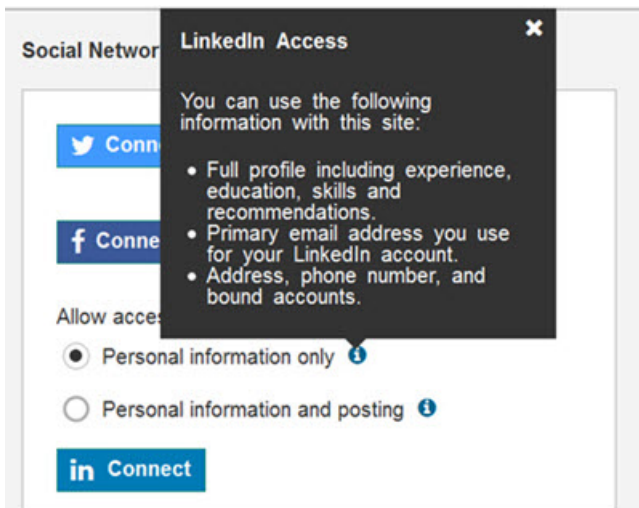 Social Networ
LinkedIn Access
You can use the following
information with this site:
• Full profile including experience,
education, skills and
recommendations.
• Primary email address you use
for your LinkedIn account.
• Address, phone number, and
bound accounts.
Conn
f Conne
Allow acces
Personal information only
Personal information and posting
in Connect